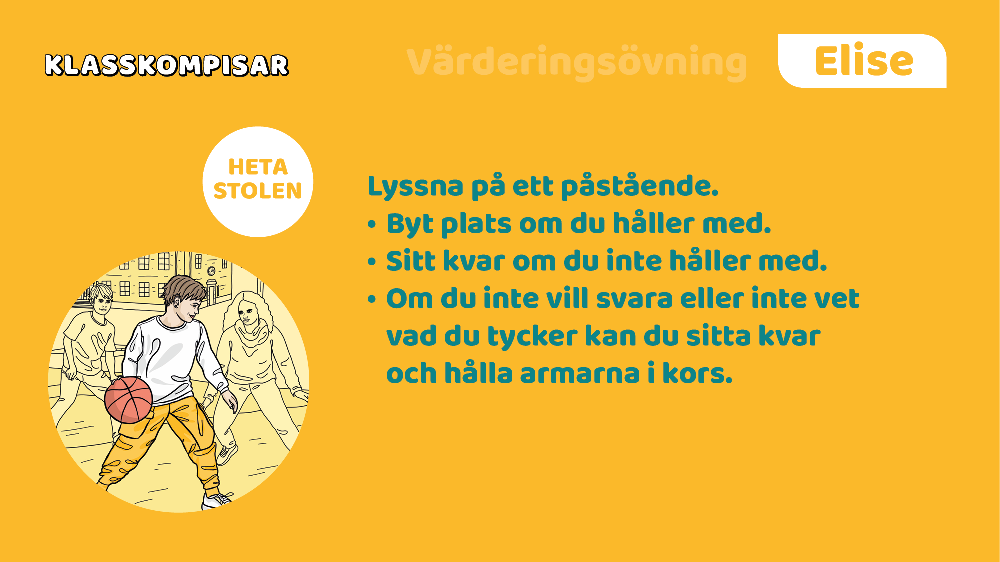 KLASSKOMPISAR
Värderingsövning
Elise
HETA
STOLEN
Lyssna på ett påstående.
• Byt plats om du håller med.
• Sitt kvar om du inte håller med.
• Om du inte vill svara eller inte vet
vad du tycker kan du sitta kvar
och hålla armarna i kors.